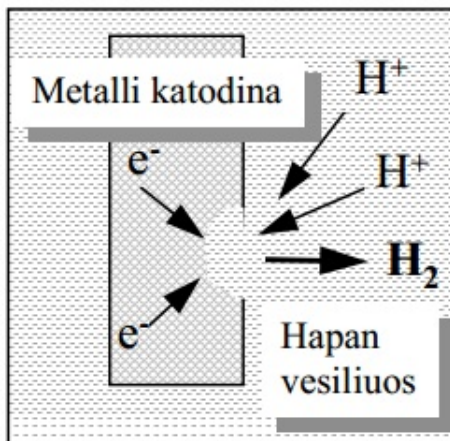 Metalli katodina
H⁺
e⁻
H⁺
H₂
e⁻
Hapan
vesiliuos